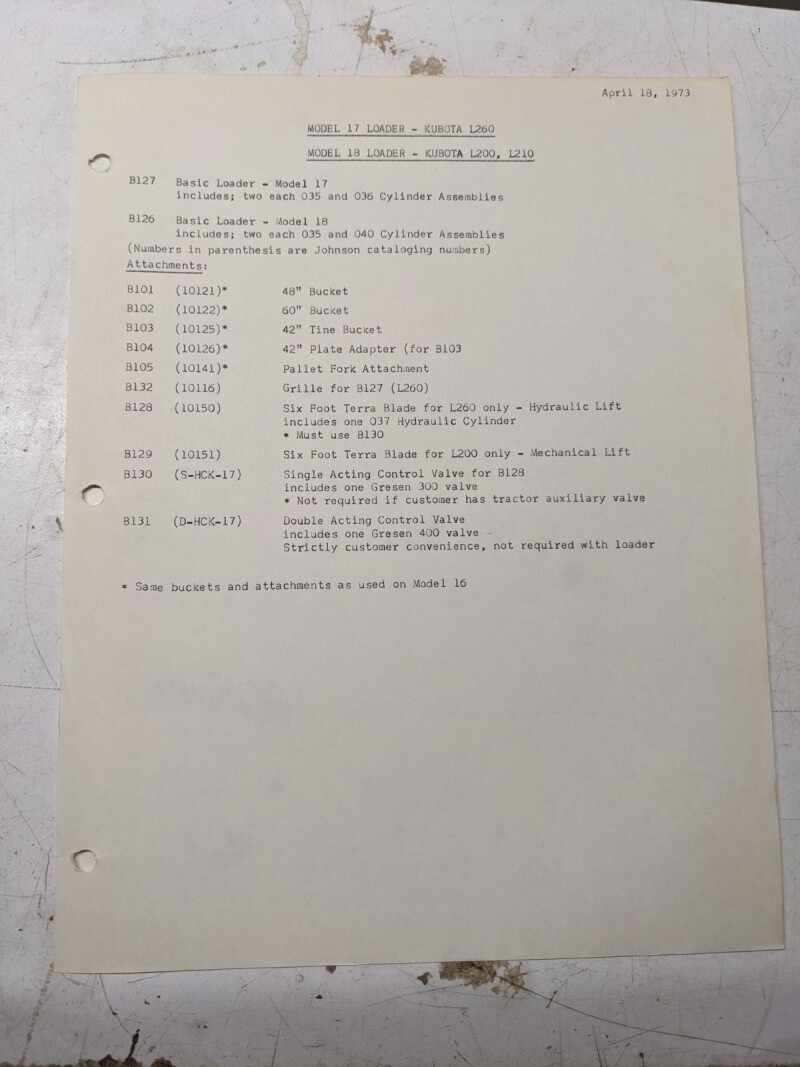 April 18, 1973
MODEL 17 LOADER - KUBOTA L260
MODEL 18 LOADER - KUBOTA L200, L210
B127 Basic Loader - Model 17
includes; two each 035 and 036 Cylinder Assemblies
B126 Basic Loader - Model 18
includes; two each 035 and 040 Cylinder Assemblies
(Numbers in parenthesis are Johnson cataloging numbers)
Attachments:
B101 (10121)* 48" Bucket
B102 (10122)* 60" Bucket
B103 (10125)* 42" Tine Bucket
B104 (10126)* 42" Plate Adapter (for B103
B105 (10141)* Pallet Fork Attachment
B132 (10116) Grille for B127 (L260)
B128 (10150) Six Foot Terra Blade for L260 only - Hydraulic Lift
includes one 037 Hydraulic Cylinder
* Must use B130
B129 (10151) Six Foot Terra Blade for L200 only - Mechanical Lift
B130 (S-HCK-17) Single Acting Control Valve for B128
includes one Gresen 300 valve
* Not required if customer has tractor auxiliary valve
B131 (D-HCK-17) Double Acting Control Valve
includes one Gresen 400 valve -
Strictly customer convenience, not required with loader
* Same buckets and attachments as used on Model 16